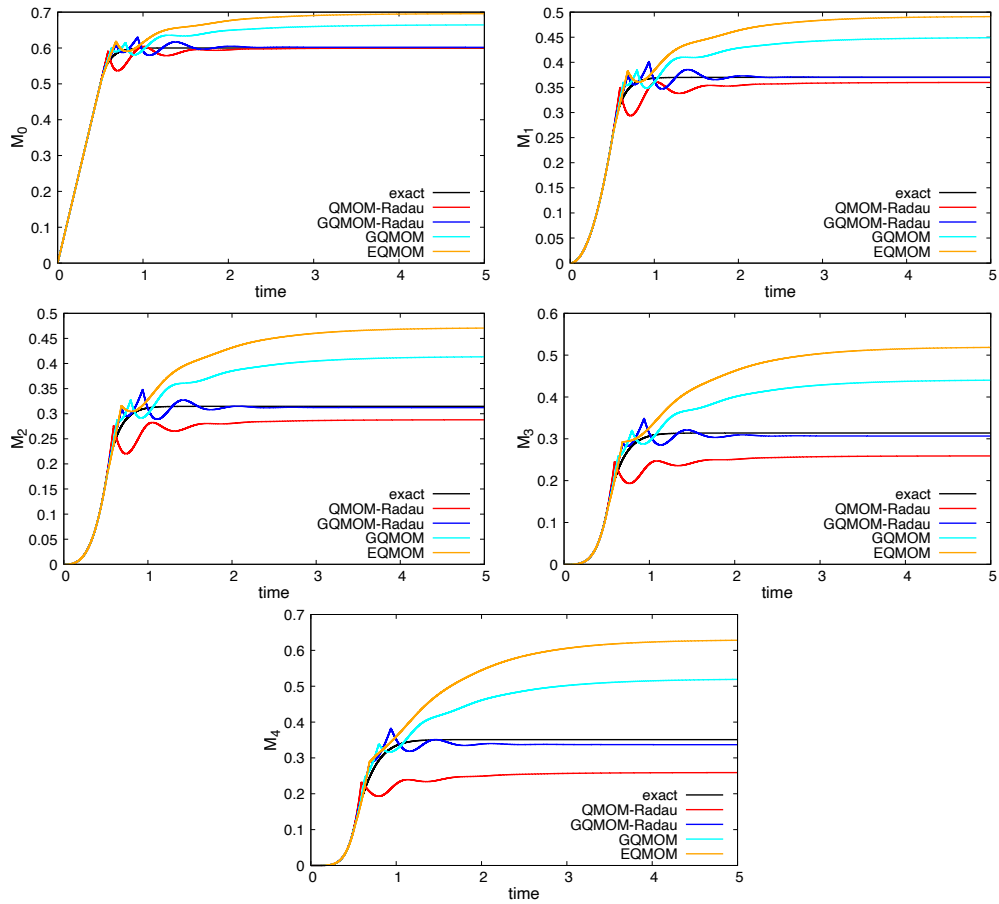 0.7
0.6
0.5
0.4
0.3
0.2
0.1
0
M0
exact
QMOM-Radau
GQMOM-Radau
GQMOM
EQMOM
0 1 2 3 4 5
time
0.5
0.45
0.4
0.35
0.3
0.25
0.2
0.15
0.1
0.05
0
M1
exact
QMOM-Radau
GQMOM-Radau
GQMOM
EQMOM
0 1 2 3 4 5
time
0.5
0.45
0.4
0.35
0.3
0.25
0.2
0.15
0.1
0.05
0
M2
exact
QMOM-Radau
GQMOM-Radau
GQMOM
EQMOM
0 1 2 3 4 5
time
0.6
0.5
0.4
0.3
0.2
0.1
0
M3
exact
QMOM-Radau
GQMOM-Radau
GQMOM
EQMOM
0 1 2 3 4 5
time
0.7
0.6
0.5
0.4
0.3
0.2
0.1
0
M4
exact
QMOM-Radau
GQMOM-Radau
GQMOM
EQMOM
0 1 2 3 4 5
time